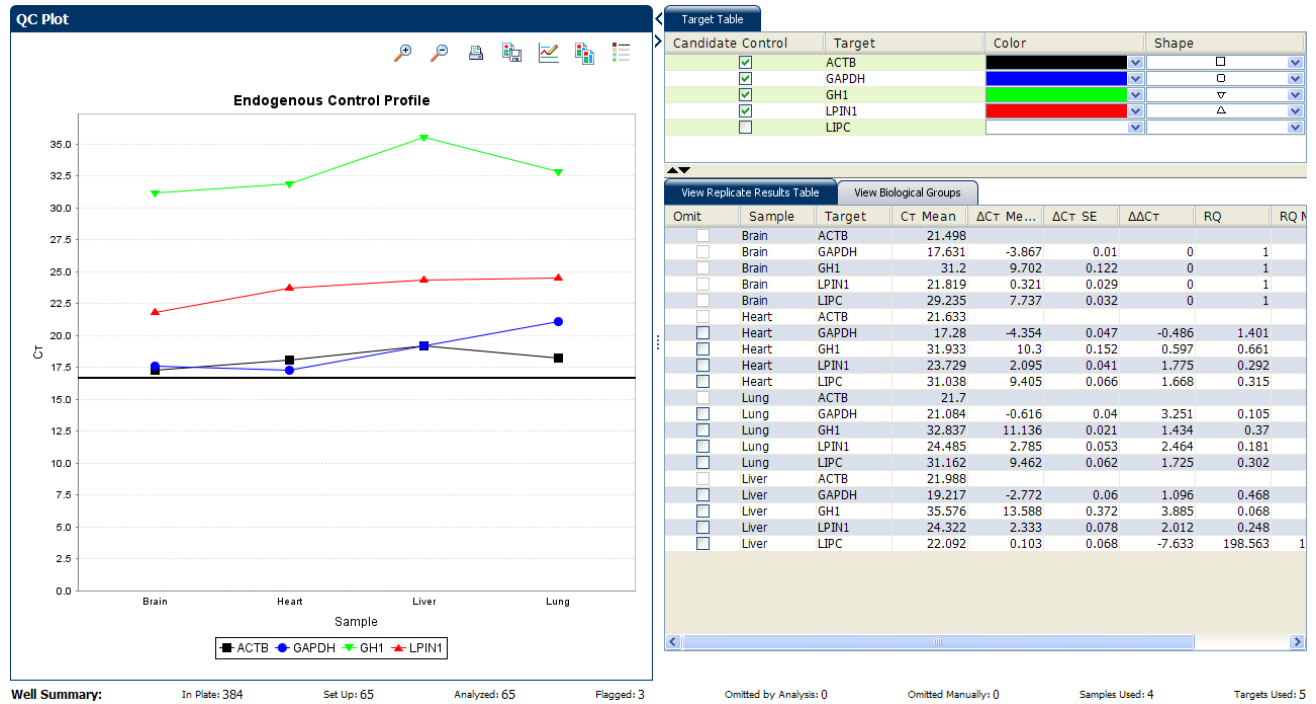 QC Plot
Endogenous Control Profile
35.0
32.5
30.0
27.5
25.0
22.5
20.0
17.5
15.0
12.5
10.0
7.5
5.0
2.5
0.0
Cт
Brain Heart Liver Lung
Sample
ACTB GAPDH GH1 LPIN1
Target Table
Candidate Control Target Color Shape
ACTB
GAPDH
GH1
LPIN1
LIPC
View Replicate Results Table View Biological Groups
Omit Sample Target Cт Mean ΔCт Me... ΔCт SE ΔΔCт RQ RQ M
Brain ACTB 21.498
Brain GAPDH 17.631 -3.867 0.01 0 1
Brain GH1 31.2 9.702 0.122 0 1
Brain LPIN1 21.819 0.321 0.029 0 1
Brain LIPC 29.235 7.737 0.032 0 1
Heart ACTB 21.633
Heart GAPDH 17.28 -4.354 0.047 -0.486 1.401
Heart GH1 31.933 10.3 0.152 0.597 0.661
Heart LPIN1 23.729 2.095 0.041 1.775 0.292
Heart LIPC 31.038 9.405 0.066 1.668 0.315
Lung ACTB 21.7
Lung GAPDH 21.084 -0.616 0.04 3.251 0.105
Lung GH1 32.837 11.136 0.021 1.434 0.37
Lung LPIN1 24.485 2.785 0.053 2.464 0.181
Lung LIPC 31.162 9.462 0.062 1.725 0.302
Liver ACTB 21.988
Liver GAPDH 19.217 -2.772 0.06 1.096 0.468
Liver GH1 35.576 13.588 0.372 3.885 0.068
Liver LPIN1 24.322 2.333 0.078 2.012 0.248
Liver LIPC 22.092 0.103 0.068 -7.633 198.563 1
Well Summary: In Plate: 384 Set Up: 65 Analyzed: 65 Flagged: 3 Omitted by Analysis: 0 Omitted Manually: 0 Samples Used: 4 Targets Used: 5